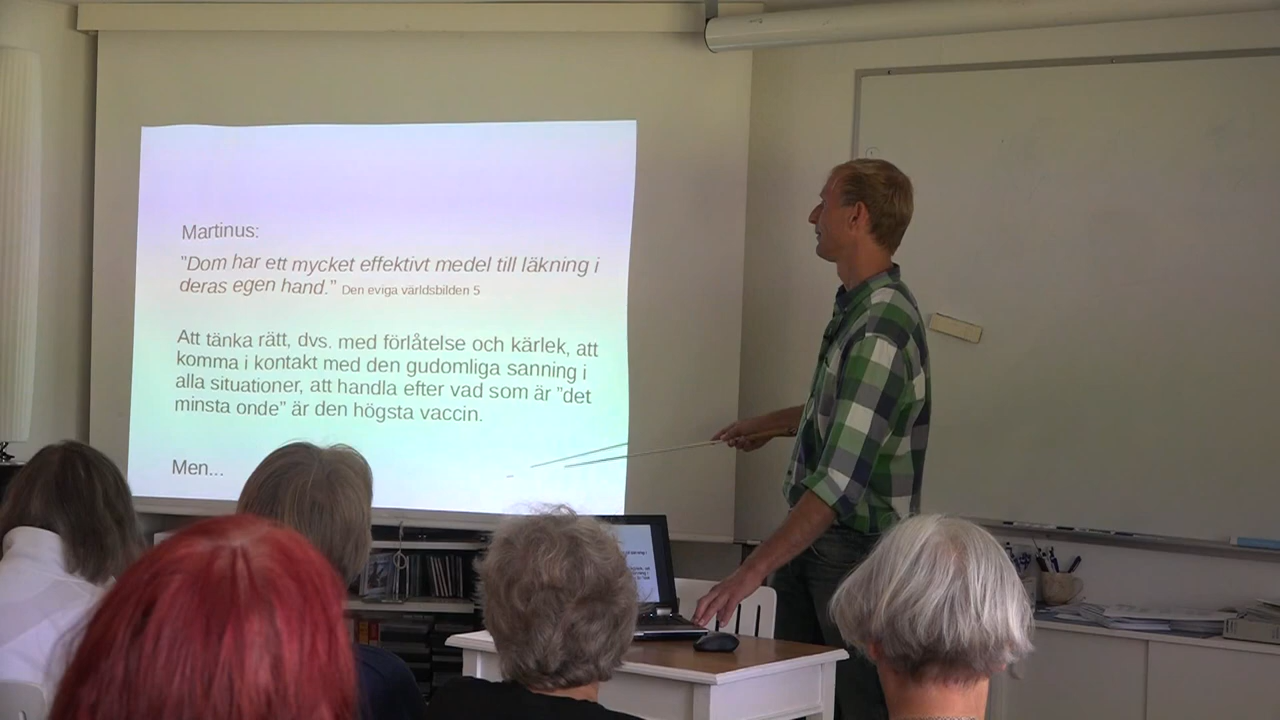 Martinus:
"Dom har ett mycket effektivt medel till läkning i
deras egen hand." Den eviga världsbilden 5
Att tänka rätt, dvs. med förlåtelse och kärlek, att
komma i kontakt med den gudomliga sanning i
alla situationer, att handla efter vad som är "det
minsta onde" är den högsta vaccin.
Men...